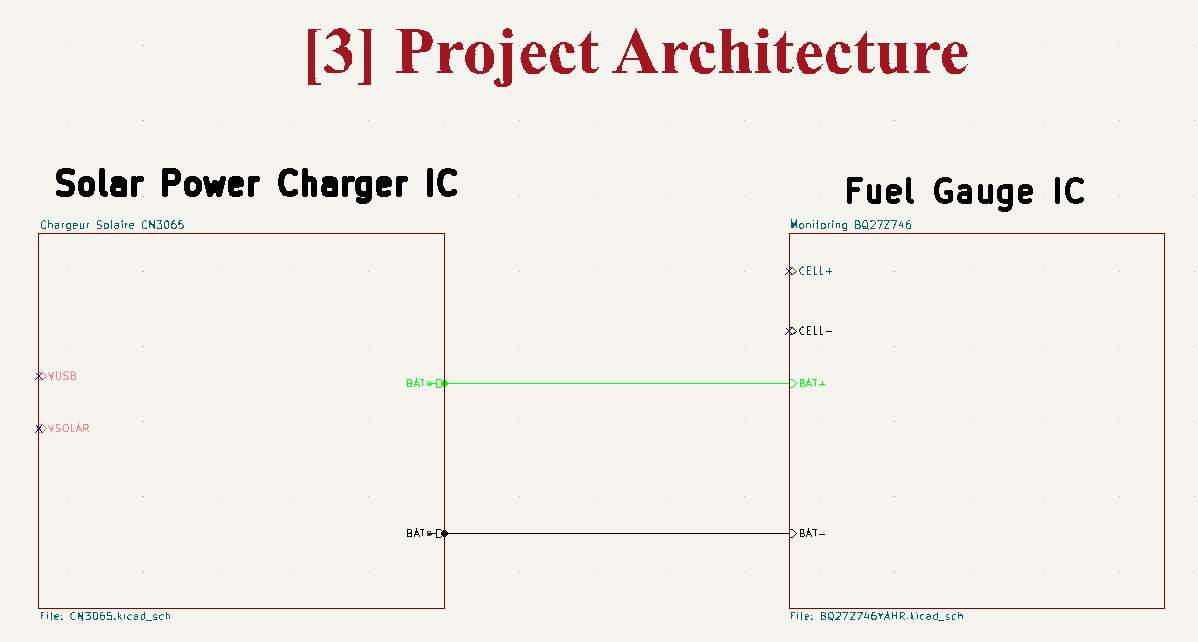 [3] Project Architecture
Solar Power Charger IC
Fuel Gauge IC
Chargeur Solaire CN3065
Monitoring BQ27Z746
CELL+
CELL-
VUSB
BAT+
BAT+
VSOLAR
BAT-
BAT-
File: CN3065.kicad_sch
File: BQ27Z746YAHR.kicad_sch